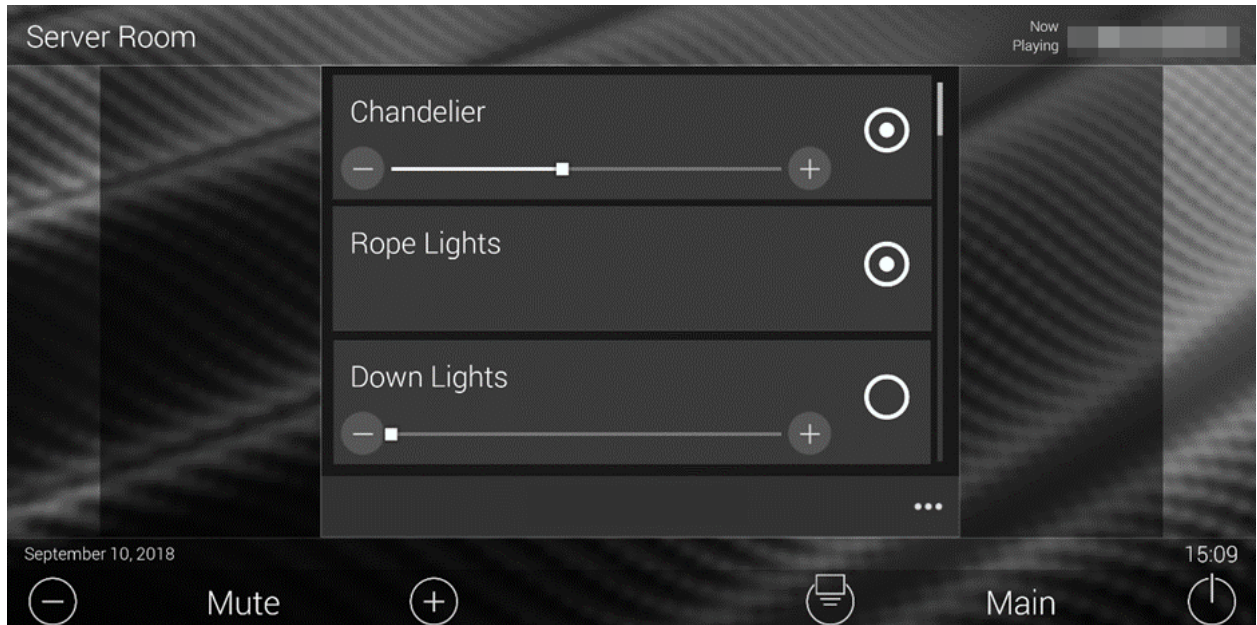 Server Room
Now
Playing
Chandelier
Rope Lights
Down Lights
September 10, 2018
15:09
Mute
Main